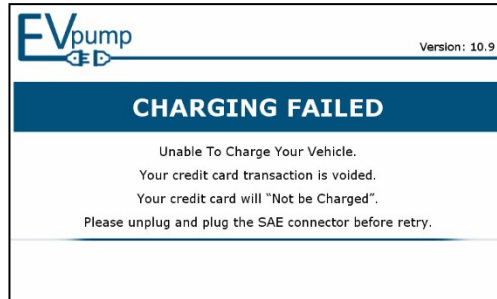 EVpump
Version: 10.9
CHARGING FAILED
Unable To Charge Your Vehicle.
Your credit card transaction is voided.
Your credit card will “Not be Charged”.
Please unplug and plug the SAE connector before retry.